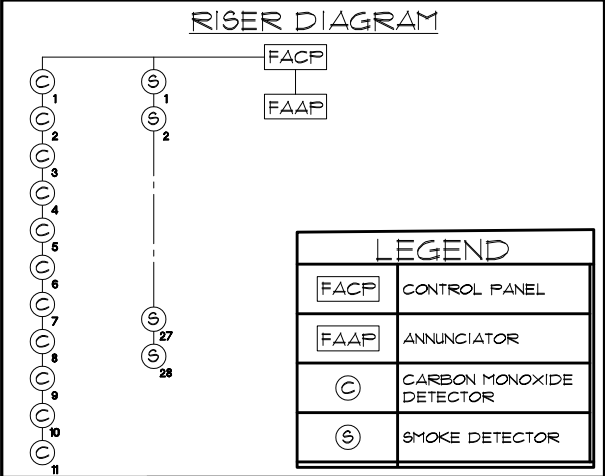 RISER DIAGRAM
FACP
FAAP
C
1
C
2
C
3
C
4
C
5
C
6
C
7
C
8
C
9
C
10
C
11
S
1
S
2
S
27
S
28
LEGEND
FACP CONTROL PANEL
FAAP ANNUNCIATOR
C CARBON MONOXIDE
DETECTOR
S SMOKE DETECTOR